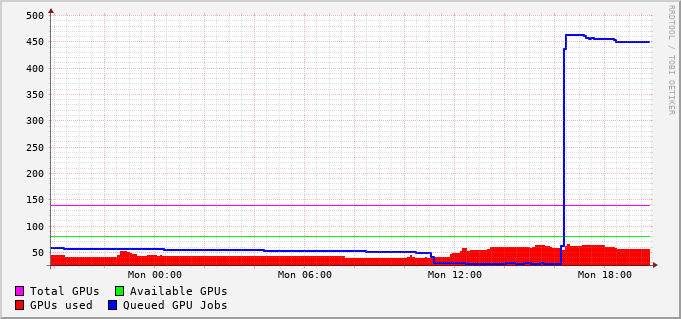 500
450
400
350
300
250
200
150
100
50
Mon 00:00 Mon 06:00 Mon 12:00 Mon 18:00
Total GPUs Available GPUs
GPUs used Queued GPU Jobs
RRDTOOL / TOBI OETIKER